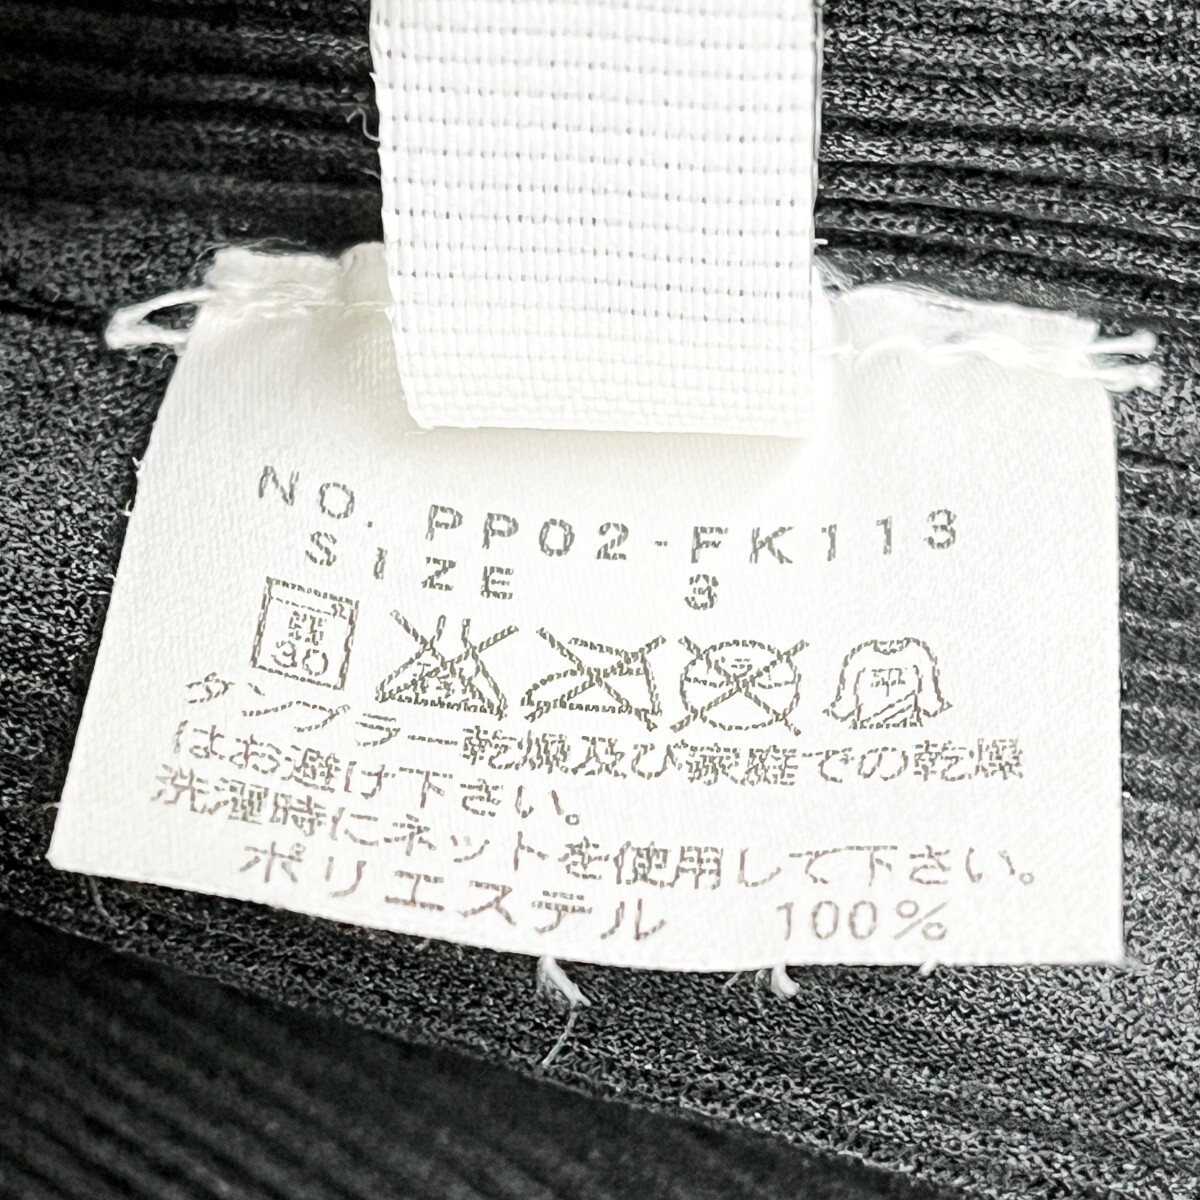 NO. PP02-FK113
SIZE 3
30
タンブラー乾燥及び家庭での乾燥
はお避け下さい。
洗濯時にネットを使用して下さい。
ポリエステル 100%